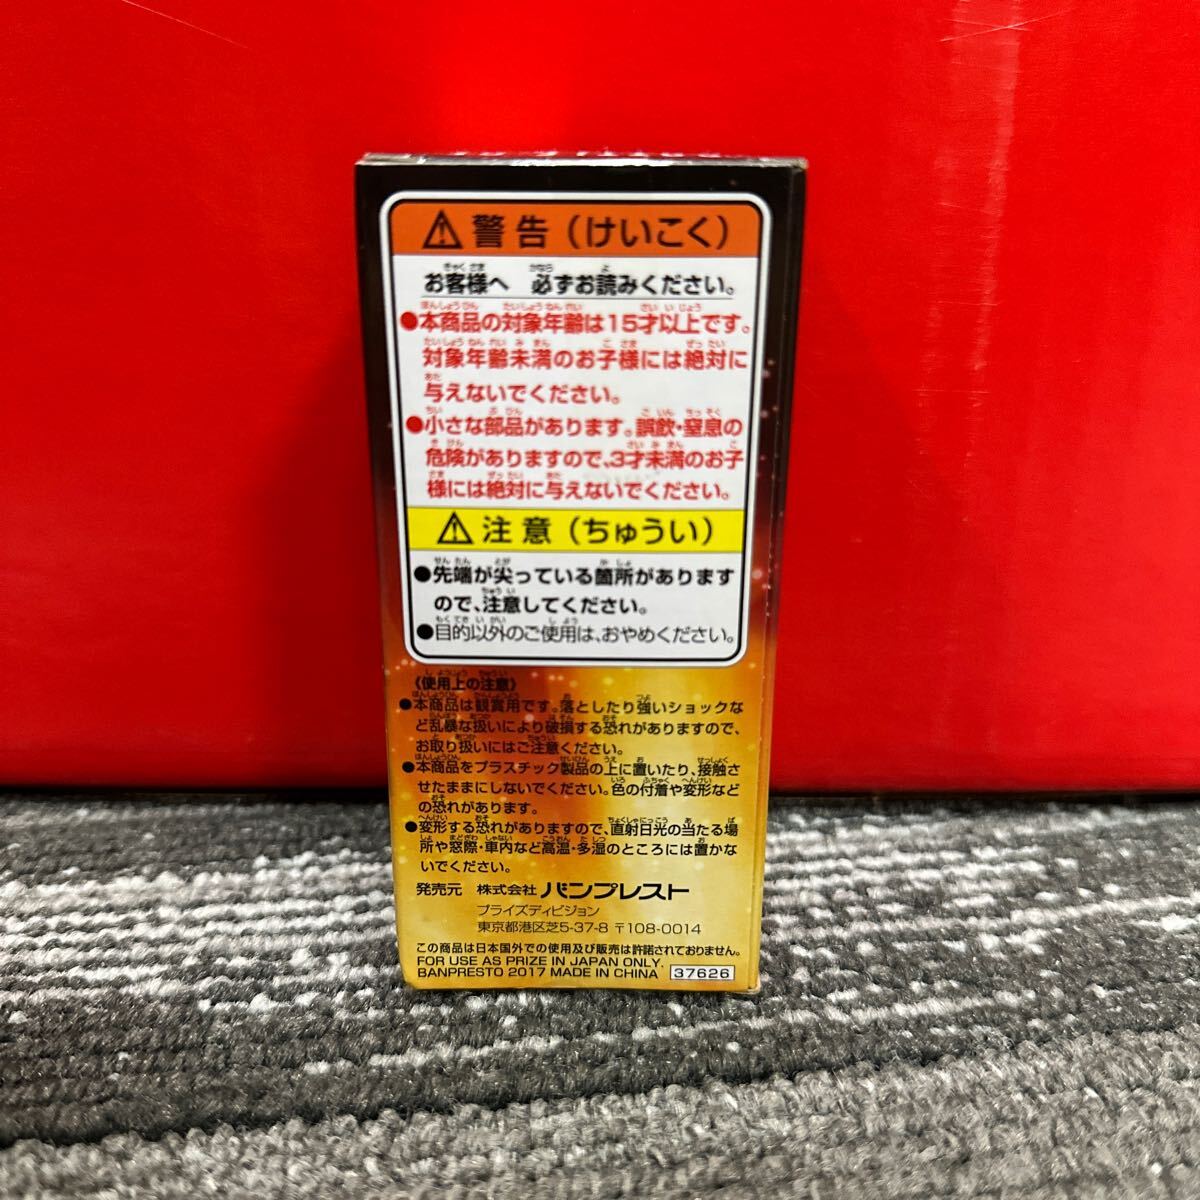 ⚠警告(けいこく)
お客様へ 必ずお読みください。
●本商品の対象年齢は15才以上です。
対象年齢未満のお子様には絶対に
与えないでください。
●小さな部品があります。誤飲・窒息の
危険がありますので、3才未満のお子
様には絶対に与えないでください。
⚠注意(ちゅうい)
●先端が尖っている箇所があります
ので、注意してください。
●目的以外のご使用は、おやめください。
《使用上の注意》
●本商品は観賞用です。落としたり強いショックな
ど乱暴な扱いにより破損する恐れがありますので、
お取り扱いにはご注意ください。
●本商品をプラスチック製品の上に置いたり、接触さ
せたままにしないでください。色の付着や変形など
の恐れがあります。
●変形する恐れがありますので、直射日光の当たる場
所や窓際・車内など高温・多湿のところには置かな
いでください。
発売元 株式会社 バンプレスト
プライズディビジョン
東京都港区芝5-37-8 〒108-0014
この商品は日本国外での使用及び販売は許諾されておりません。
FOR USE AS PRIZE IN JAPAN ONLY.
BANPRESTO 2017 MADE IN CHINA 37626